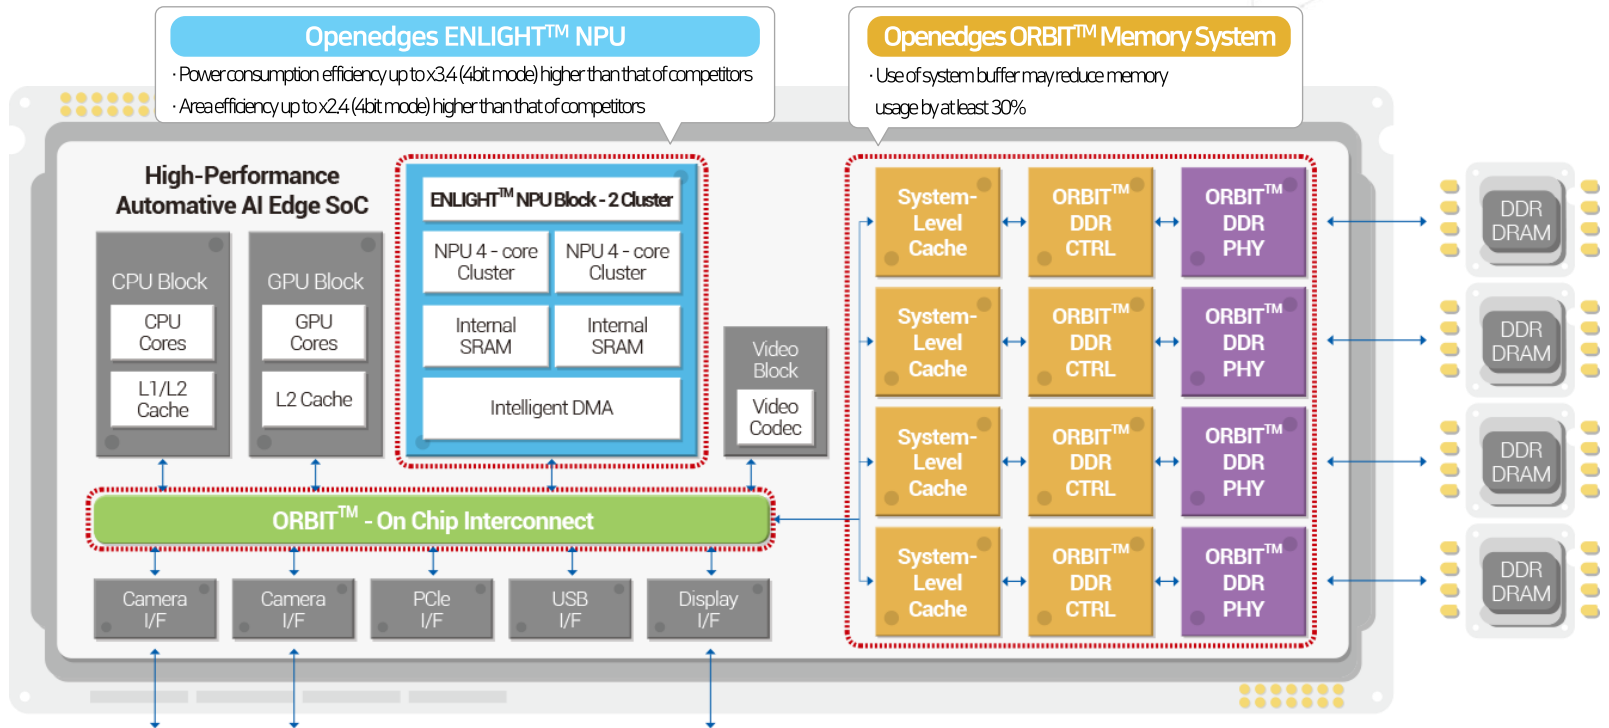 Openedges ENLIGHT™ NPU
· Power consumption efficiency up to x3.4 (4bit mode) higher than that of competitors
· Area efficiency up to x2.4 (4bit mode) higher than that of competitors
Openedges ORBIT™ Memory System
· Use of system buffer may reduce memory
usage by at least 30%
High-Performance
Automative AI Edge SoC
CPU Block
CPU
Cores
L1/L2
Cache
GPU Block
GPU
Cores
L2 Cache
ENLIGHT™ NPU Block - 2 Cluster
NPU 4 - core
Cluster
NPU 4 - core
Cluster
Internal
SRAM
Internal
SRAM
Intelligent DMA
Video
Block
Video
Codec
ORBIT™ - On Chip Interconnect
Camera
I/F
Camera
I/F
PCle
I/F
USB
I/F
Display
I/F
System-
Level
Cache
ORBIT™
DDR
CTRL
ORBIT™
DDR
PHY
DDR
DRAM
System-
Level
Cache
ORBIT™
DDR
CTRL
ORBIT™
DDR
PHY
DDR
DRAM
System-
Level
Cache
ORBIT™
DDR
CTRL
ORBIT™
DDR
PHY
DDR
DRAM
System-
Level
Cache
ORBIT™
DDR
CTRL
ORBIT™
DDR
PHY
DDR
DRAM